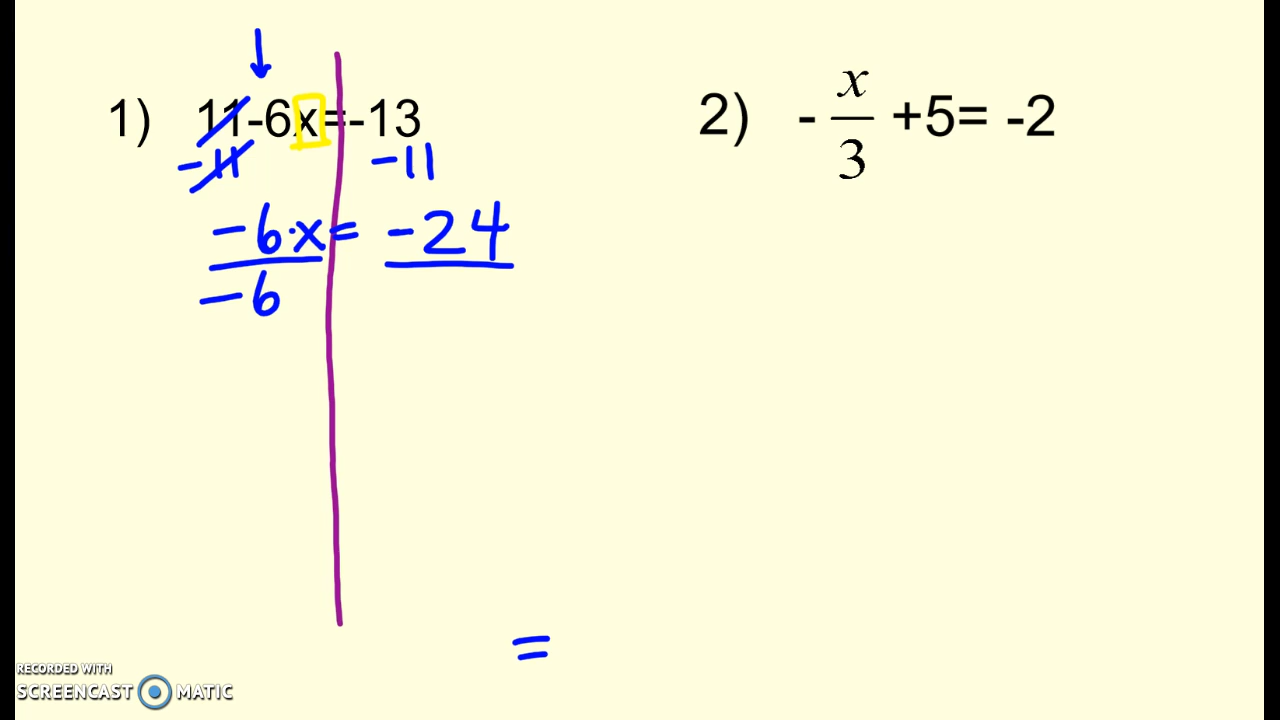 1) 11-6x=-13
-11 -11
-6·x= -24
-6
2) - x/3 +5= -2
=
RECORDED WITH
SCREENCAST MATIC